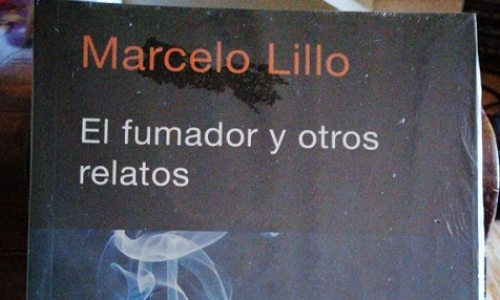 Marcelo Lillo
El fumador y otros
relatos